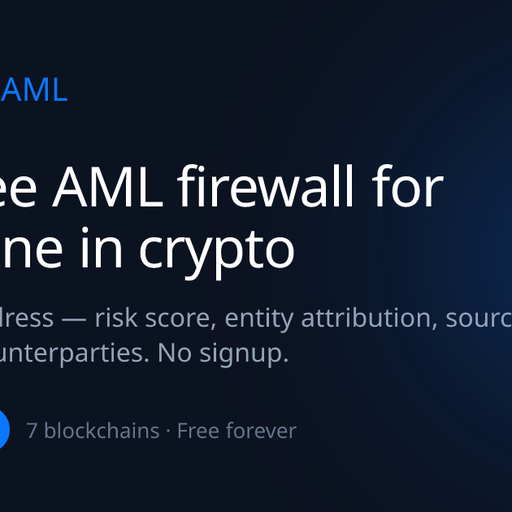 AML
ee AML firewall for
ne in crypto
dress — risk score, entity attribution, sourc
unterparties. No signup.
7 blockchains · Free forever